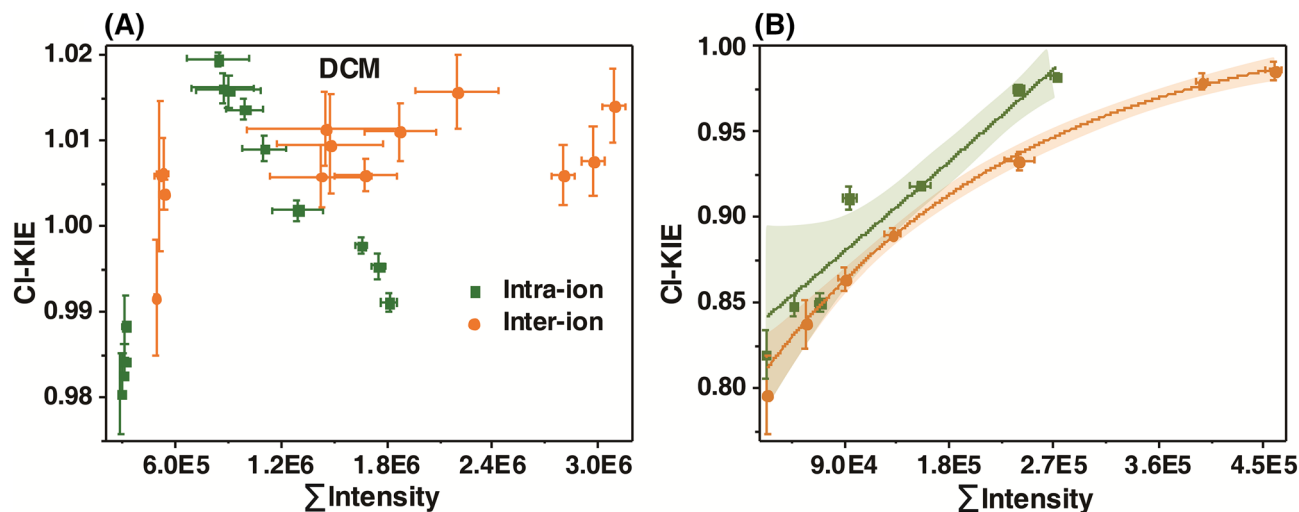 (A)
DCM
Cl-KIE
1.02
1.01
1.00
0.99
0.98
Intra-ion
Inter-ion
6.0E5 1.2E6 1.8E6 2.4E6 3.0E6
∑Intensity
(B)
Cl-KIE
1.00
0.95
0.90
0.85
0.80
9.0E4 1.8E5 2.7E5 3.6E5 4.5E5
∑Intensity